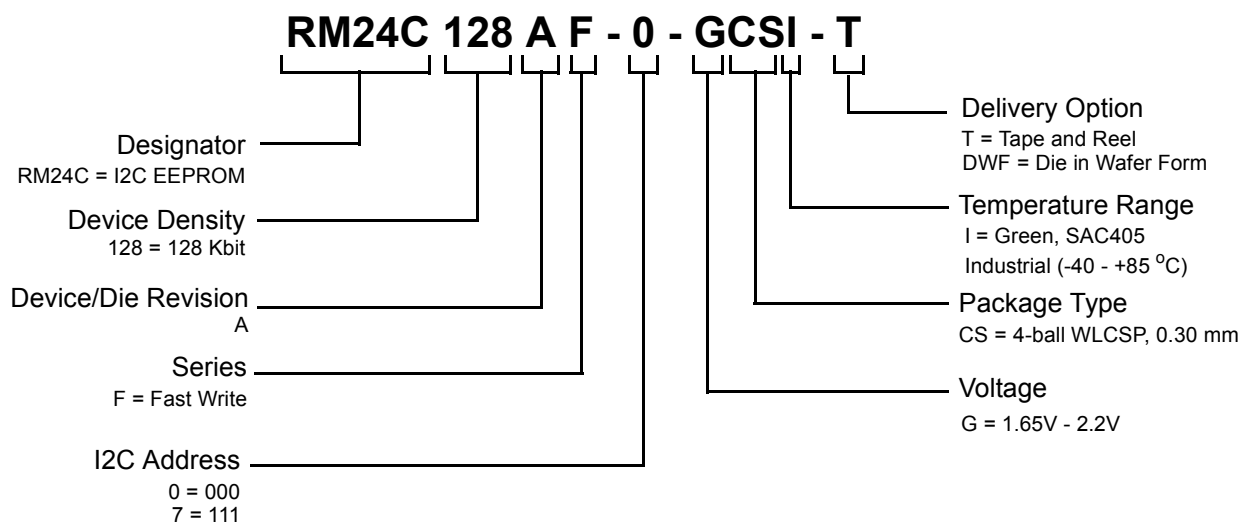 RM24C 128 A F - 0 - GCSI - T
Designator
RM24C = I2C EEPROM
Device Density
128 = 128 Kbit
Device/Die Revision
A
Series
F = Fast Write
I2C Address
0 = 000
7 = 111
Delivery Option
T = Tape and Reel
DWF = Die in Wafer Form
Temperature Range
I = Green, SAC405
Industrial (-40 - +85 °C)
Package Type
CS = 4-ball WLCSP, 0.30 mm
Voltage
G = 1.65V - 2.2V